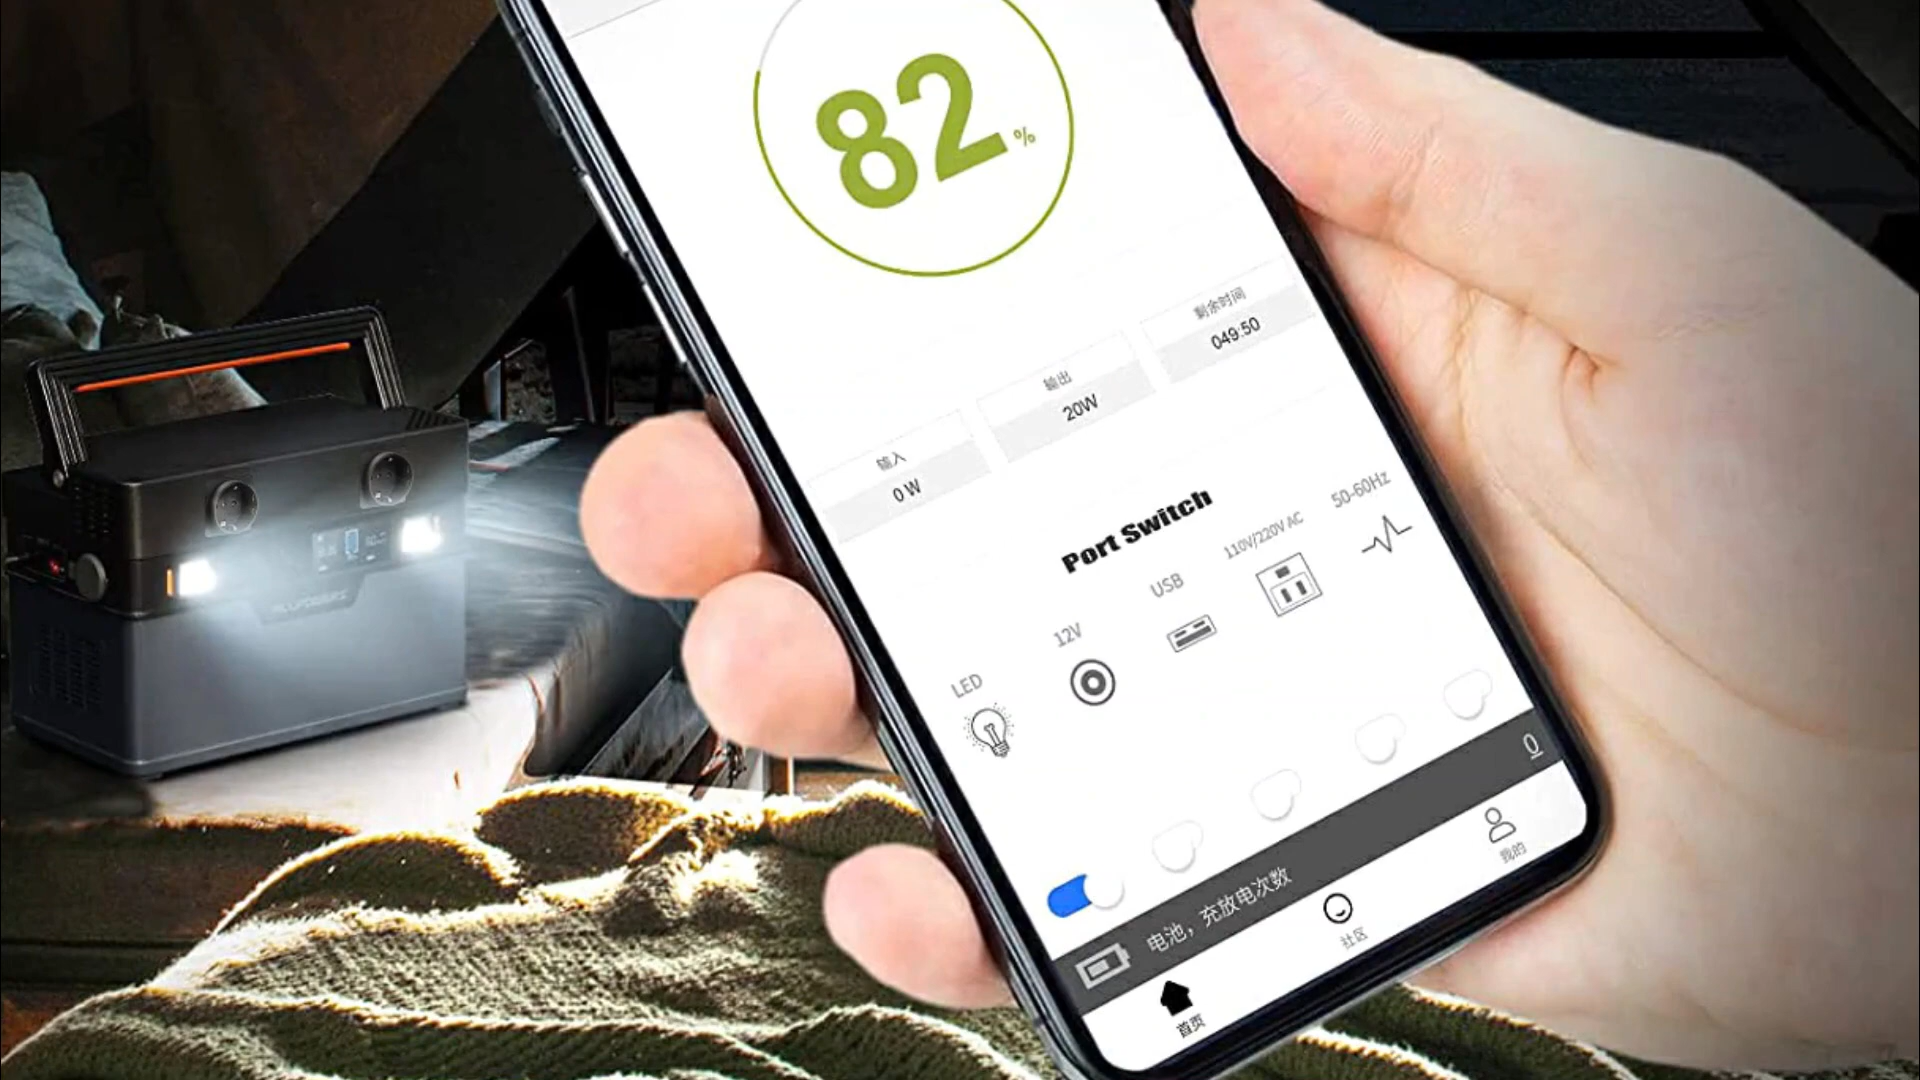 82%
输入
0 W
输出
20W
剩余时间
049:50
Port Switch
LED
12V
USB
110V/220V AC
50-60Hz
电池，充放电次数
0
首页
社区
我的